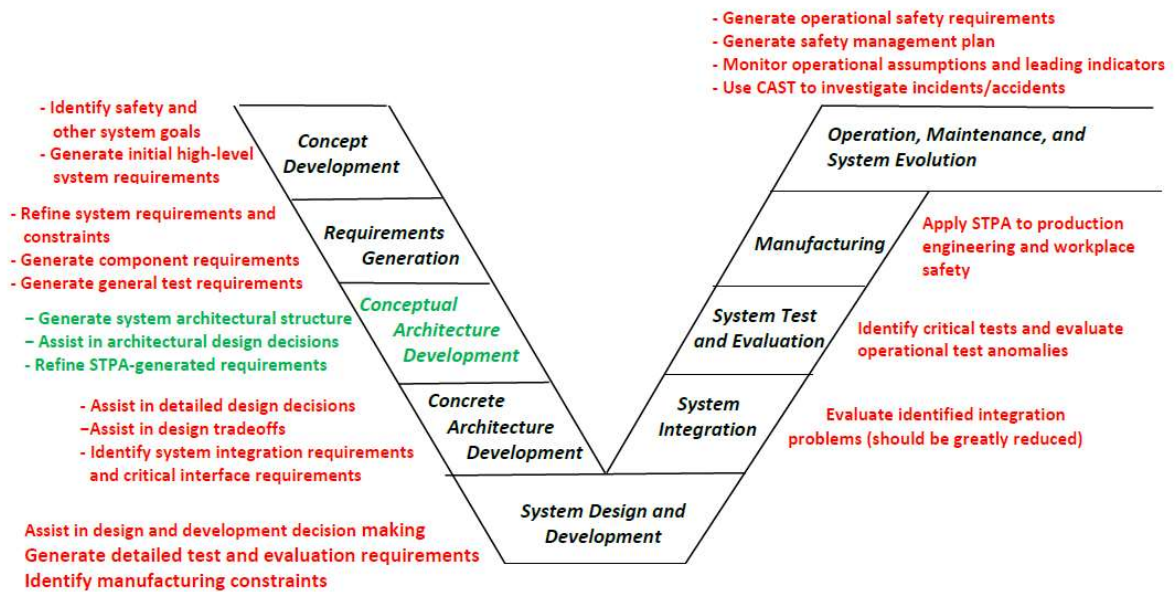 - Generate operational safety requirements
- Generate safety management plan
- Monitor operational assumptions and leading indicators
- Use CAST to investigate incidents/accidents
- Identify safety and
other system goals
- Generate initial high-level
system requirements
Concept
Development
Operation, Maintenance, and
System Evolution
- Refine system requirements and
constraints
- Generate component requirements
- Generate general test requirements
Requirements
Generation
Manufacturing
Apply STPA to production
engineering and workplace
safety
– Generate system architectural structure
– Assist in architectural design decisions
- Refine STPA-generated requirements
Conceptual
Architecture
Development
System Test
and Evaluation
Identify critical tests and evaluate
operational test anomalies
- Assist in detailed design decisions
–Assist in design tradeoffs
- Identify system integration requirements
and critical interface requirements
Concrete
Architecture
Development
System
Integration
Evaluate identified integration
problems (should be greatly reduced)
System Design and
Development
Assist in design and development decision making
Generate detailed test and evaluation requirements
Identify manufacturing constraints